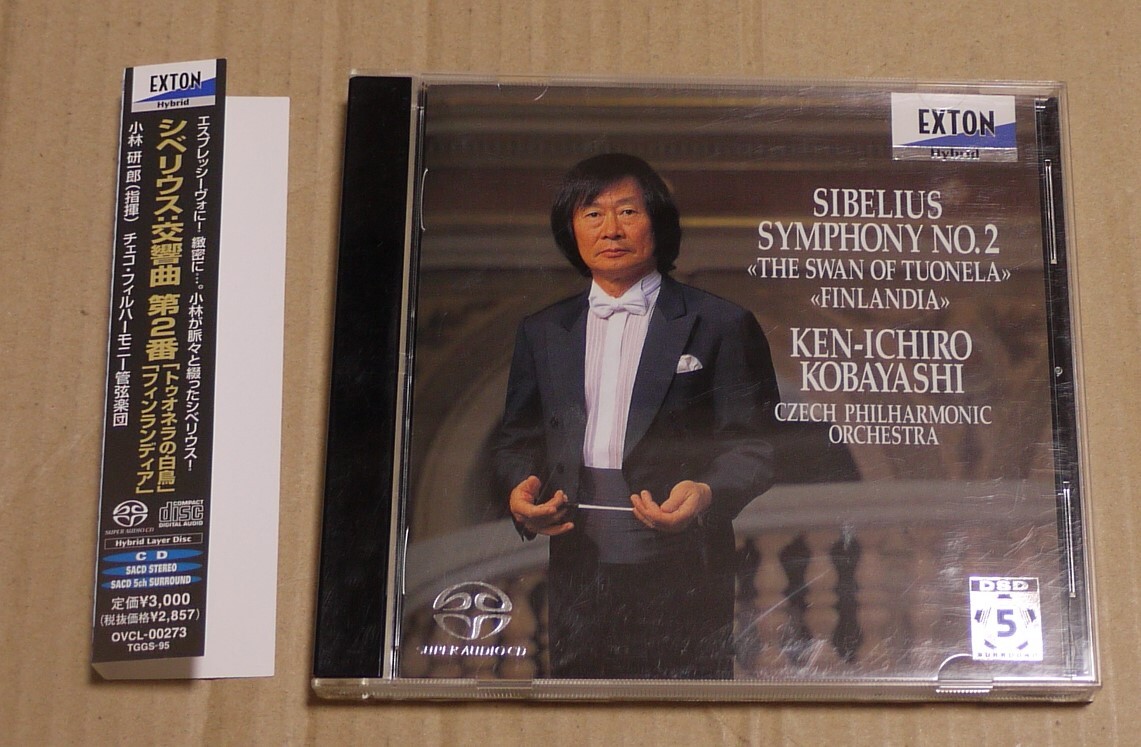 EXTON
Hybrid
エスプレッシーヴォに! 緻密に…。小林が脈々と綴ったシベリウス!
シベリウス:交響曲 第2番「トゥオネラの白鳥」「フィンランディア」
小林 研一郎(指揮) チェコ・フィルハーモニー管弦楽団
SUPER AUDIO CD
COMPACT
disc
DIGITAL AUDIO
Hybrid Layer Disc
CD
SACD STEREO
SACD 5ch SURROUND
定価¥3,000
(税抜価格¥2,857)
OVCL-00273
TGGS-95
EXTON
Hybrid
SIBELIUS
SYMPHONY NO.2
«THE SWAN OF TUONELA»
«FINLANDIA»
KEN-ICHIRO
KOBAYASHI
CZECH PHILHARMONIC
ORCHESTRA
SUPER AUDIO CD
DSD
5
SURROUND